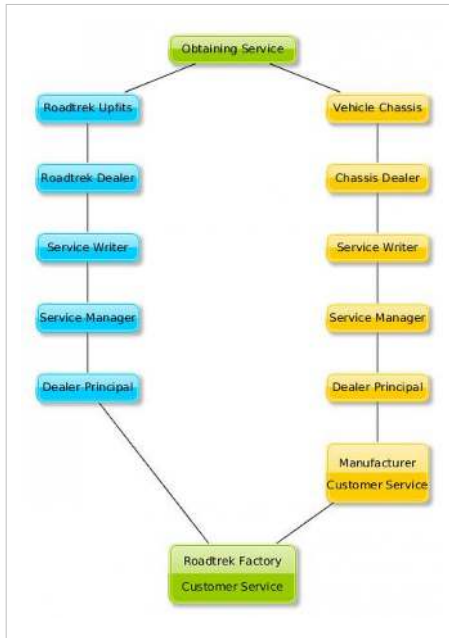 Obtaining Service
Roadtrek Upfits
Vehicle Chassis
Roadtrek Dealer
Chassis Dealer
Service Writer
Service Writer
Service Manager
Service Manager
Dealer Principal
Dealer Principal
Manufacturer
Customer Service
Roadtrek Factory
Customer Service